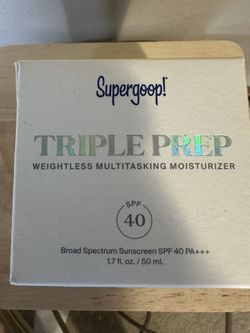 Supergoop!
TRIPLE PREP
WEIGHTLESS MULTITASKING MOISTURIZER
SPF
40
Broad Spectrum Sunscreen SPF 40 PA+++
1.7 fl. oz. / 50 ml.